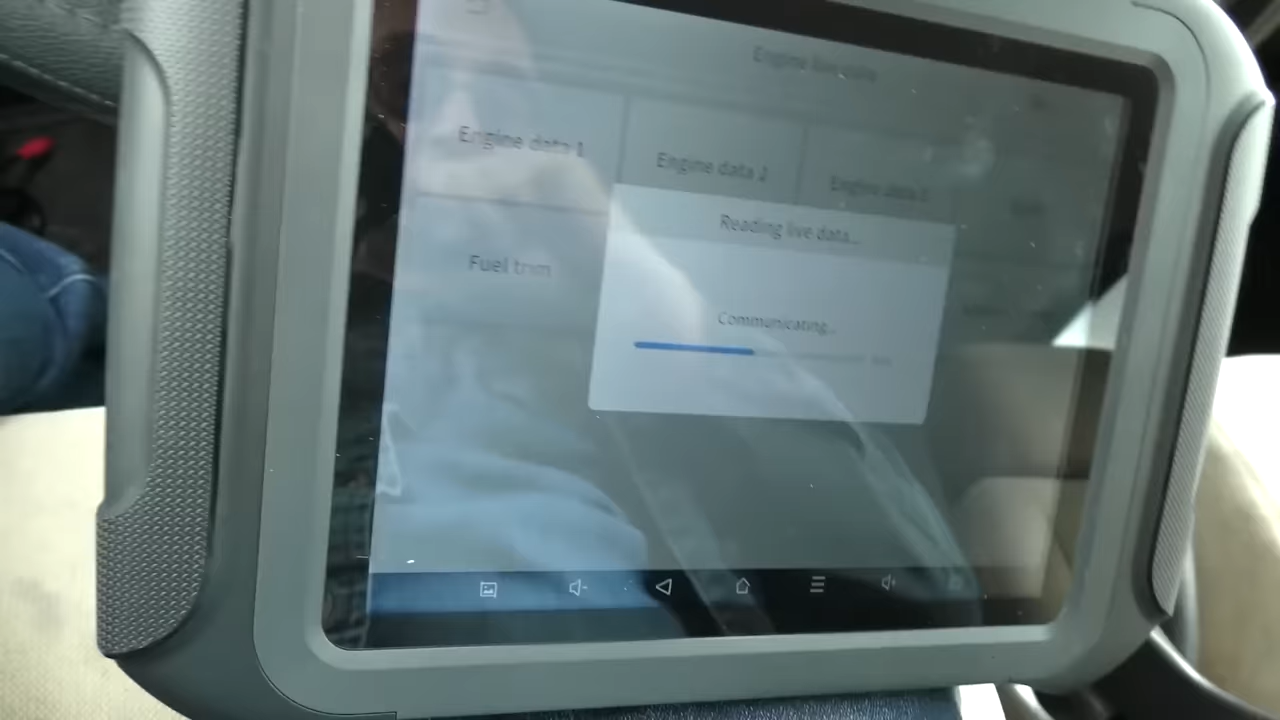 Engine live data
Engine data 1
Engine data 2
Engine data 3
Reading live data...
Fuel trim
Communicating...